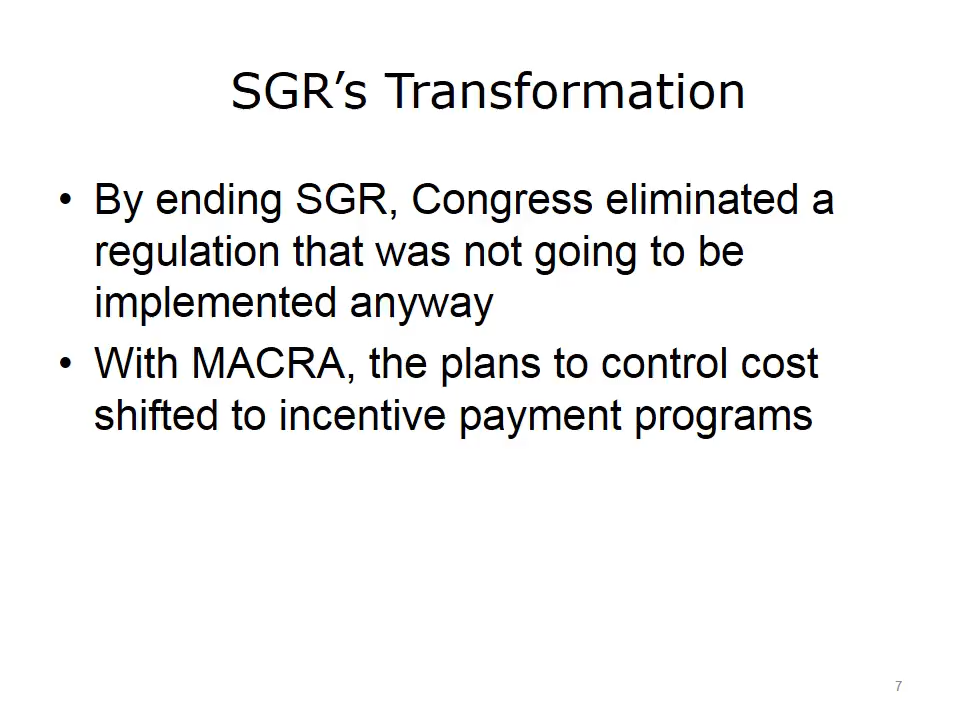 SGR’s Transformation
• By ending SGR, Congress eliminated a
regulation that was not going to be
implemented anyway
• With MACRA, the plans to control cost
shifted to incentive payment programs
7